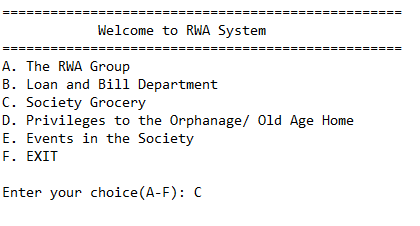 ==================================================
Welcome to RWA System
==================================================
A. The RWA Group
B. Loan and Bill Department
C. Society Grocery
D. Privileges to the Orphanage/ Old Age Home
E. Events in the Society
F. EXIT
Enter your choice(A-F): C